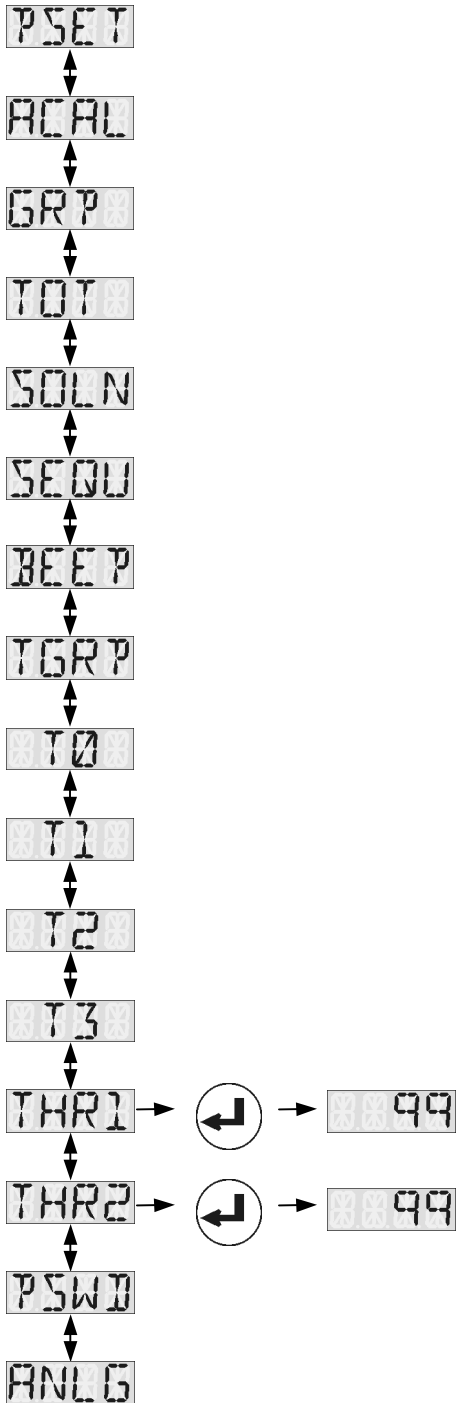 PSET
ACAL
GRP
TOT
SOLN
SEQU
BEEP
TGRP
T0
T1
T2
T3
THR1 99
THR2 99
PSWD
ANLG